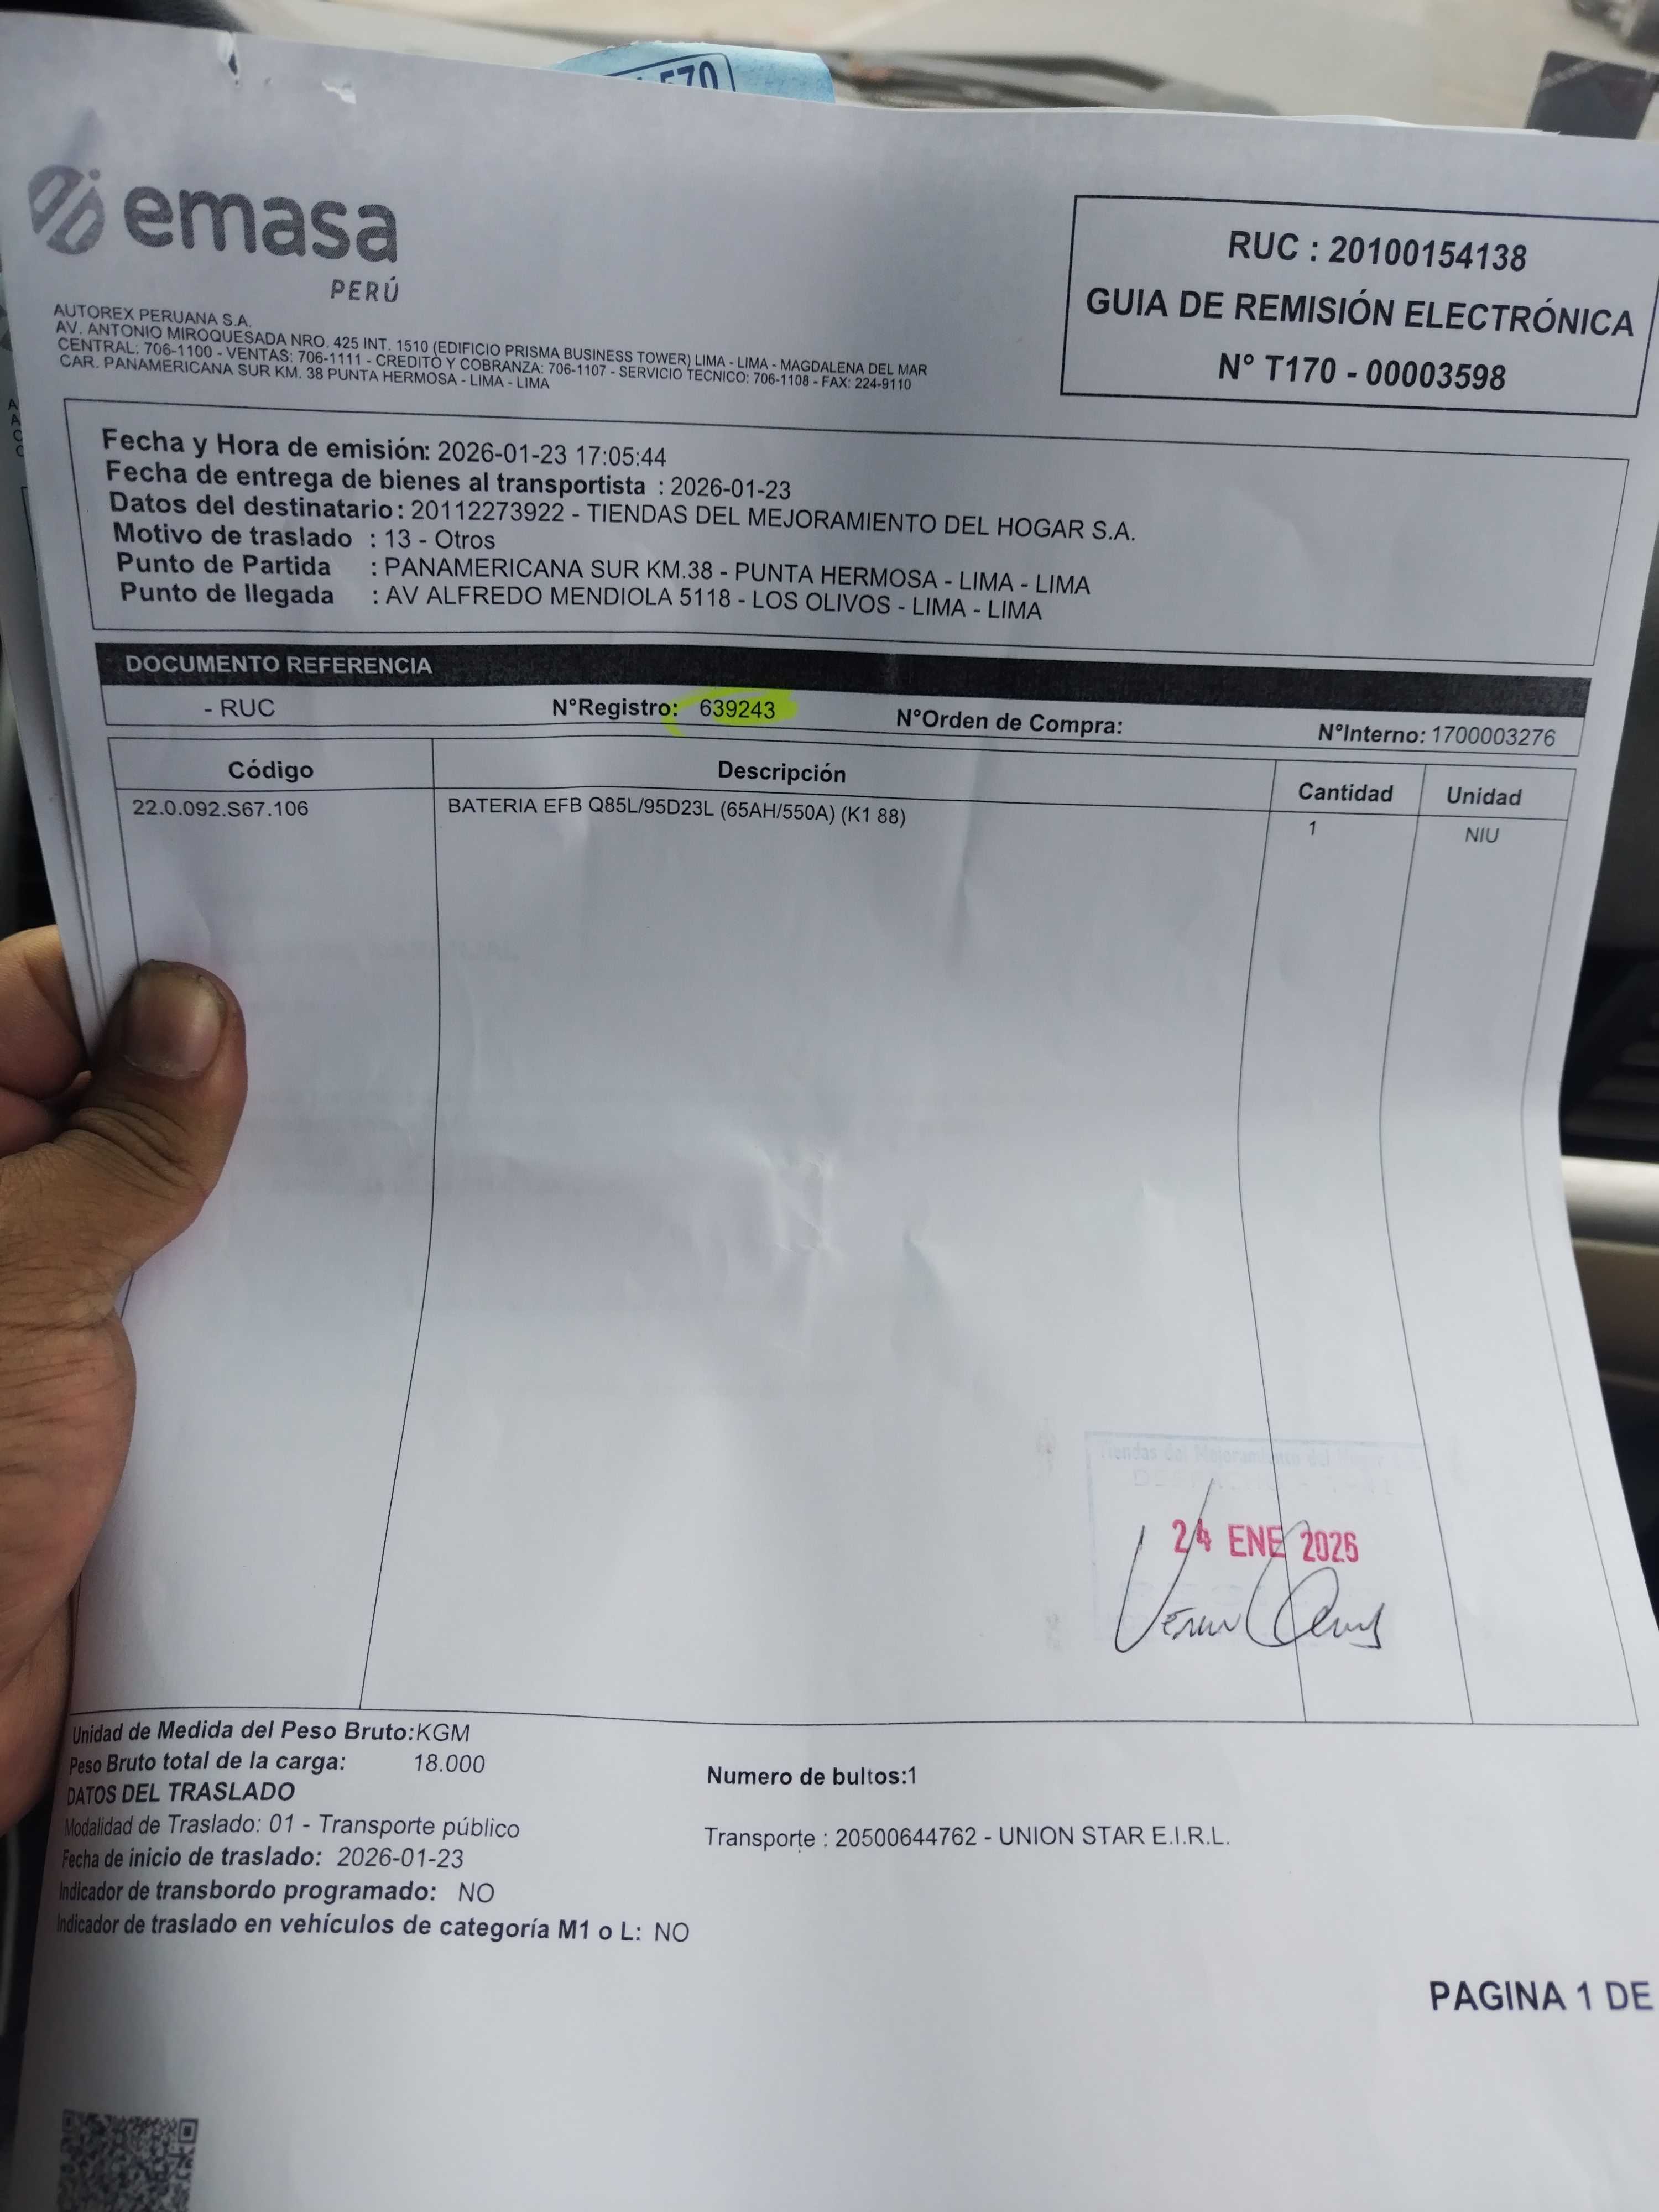 570
emasa
PERÚ
AUTOREX PERUANA S.A.
AV. ANTONIO MIROQUESADA NRO. 425 INT. 1510 (EDIFICIO PRISMA BUSINESS TOWER) LIMA - LIMA - MAGDALENA DEL MAR
CENTRAL: 706-1100 - VENTAS: 706-1111 - CREDITO Y COBRANZA: 706-1107 - SERVICIO TECNICO: 706-1108 - FAX: 224-9110
CAR. PANAMERICANA SUR KM. 38 PUNTA HERMOSA - LIMA - LIMA
RUC : 20100154138
GUIA DE REMISIÓN ELECTRÓNICA
N° T170 - 00003598
Fecha y Hora de emisión: 2026-01-23 17:05:44
Fecha de entrega de bienes al transportista : 2026-01-23
Datos del destinatario : 20112273922 - TIENDAS DEL MEJORAMIENTO DEL HOGAR S.A.
Motivo de traslado : 13 - Otros
Punto de Partida : PANAMERICANA SUR KM.38 - PUNTA HERMOSA - LIMA - LIMA
Punto de llegada : AV ALFREDO MENDIOLA 5118 - LOS OLIVOS - LIMA - LIMA
DOCUMENTO REFERENCIA
- RUC N°Registro: 639243 N°Orden de Compra: N°Interno: 1700003276
Código Descripción Cantidad Unidad
22.0.092.S67.106 BATERIA EFB Q85L/95D23L (65AH/550A) (K1 88) 1 NIU
Tiendas del Mejoramiento del Hogar
24 ENE 2026
Unidad de Medida del Peso Bruto:KGM
Peso Bruto total de la carga: 18.000
Numero de bultos:1
DATOS DEL TRASLADO
Modalidad de Traslado: 01 - Transporte público
Transporte : 20500644762 - UNION STAR E.I.R.L.
Fecha de inicio de traslado: 2026-01-23
Indicador de transbordo programado: NO
Indicador de traslado en vehículos de categoría M1 o L: NO
PAGINA 1 DE